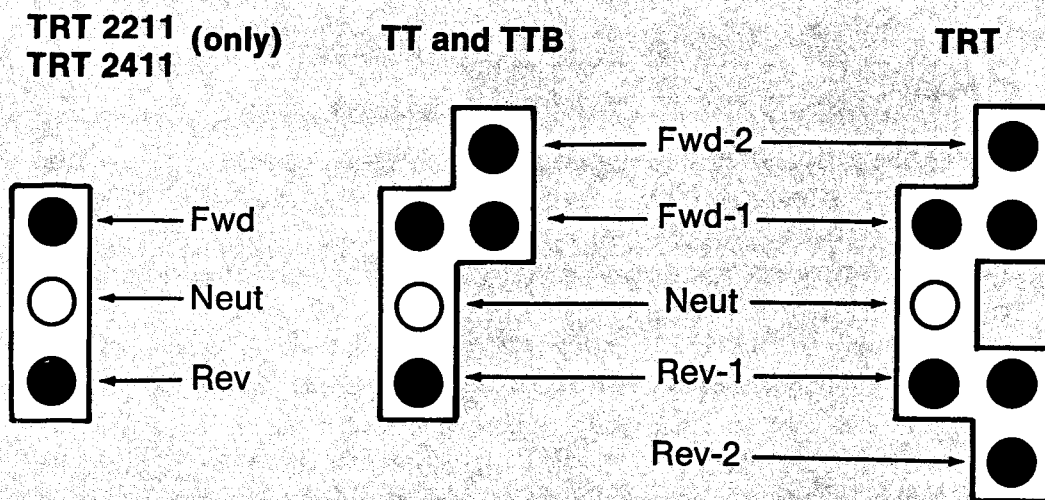 TRT 2211 (only)
TRT 2411
TT and TTB
TRT
Fwd
Neut
Rev
Fwd-2
Fwd-1
Neut
Rev-1
Rev-2